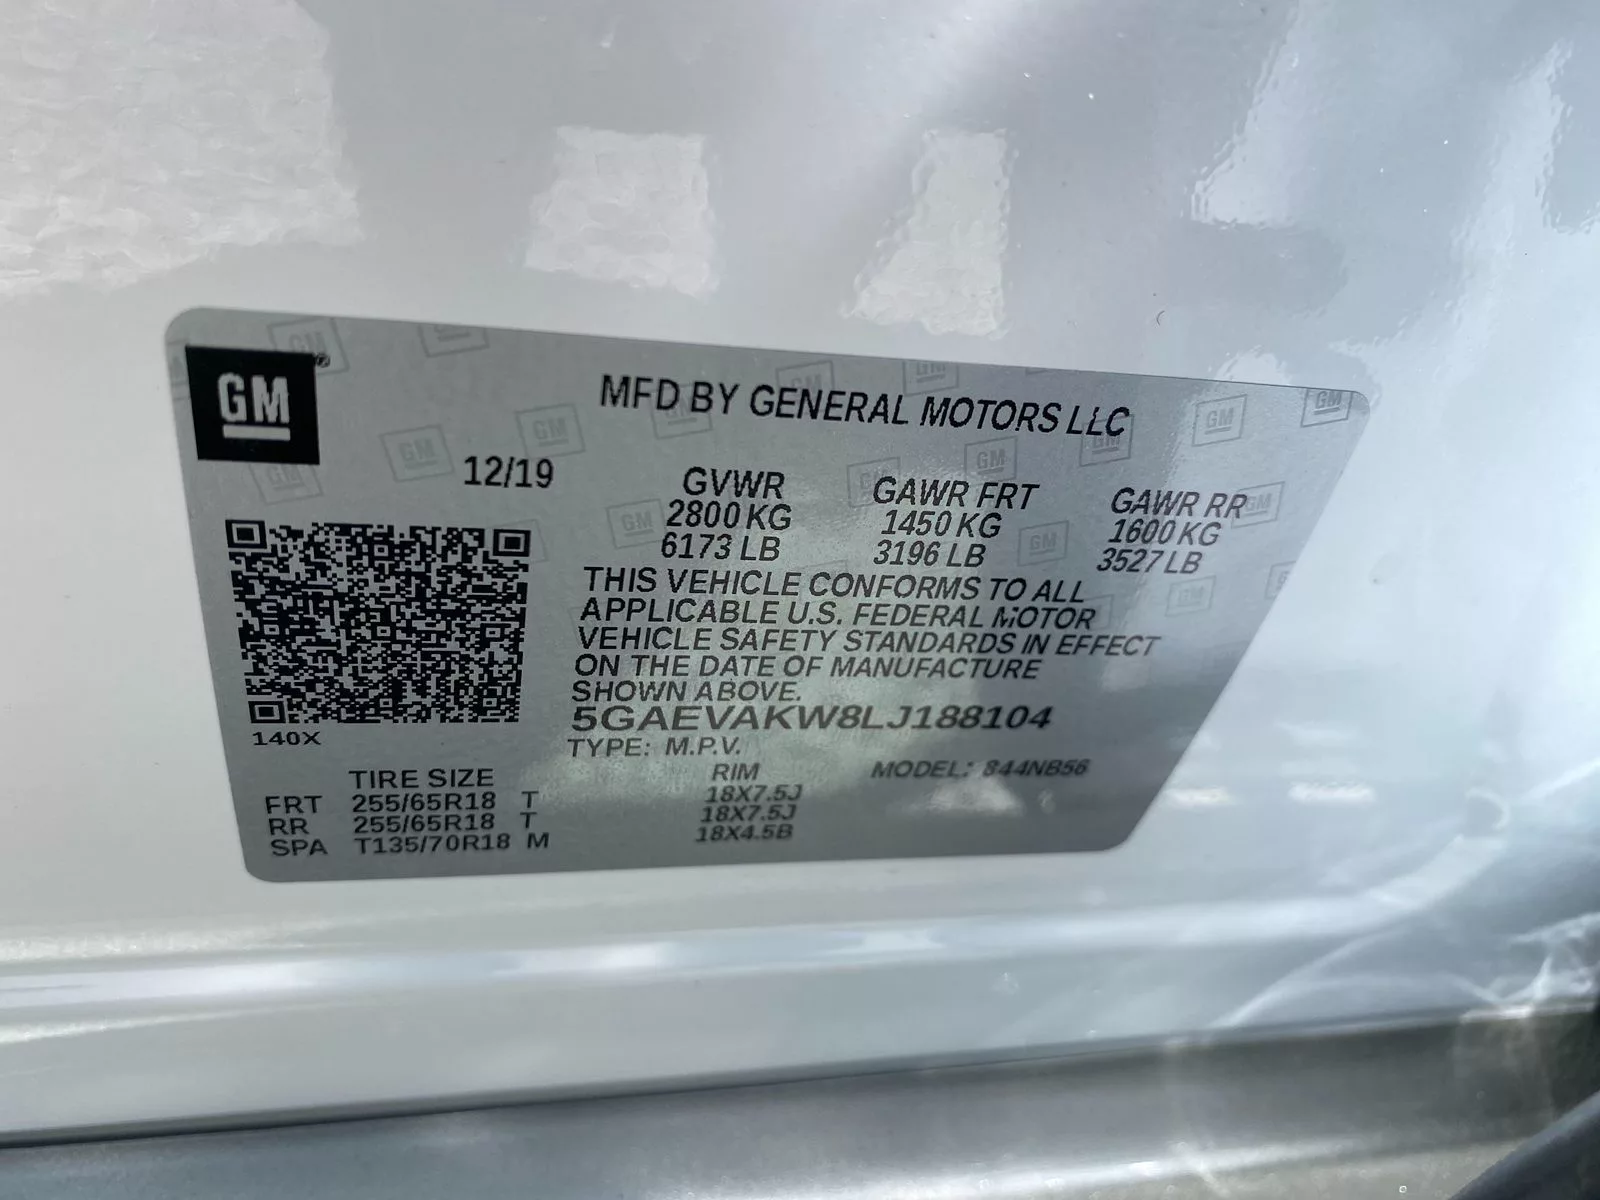 GM
MFD BY GENERAL MOTORS LLC
12/19
GVWR GAWR FRT GAWR RR
2800 KG 1450 KG 1600 KG
6173 LB 3196 LB 3527 LB
THIS VEHICLE CONFORMS TO ALL
APPLICABLE U.S. FEDERAL MOTOR
VEHICLE SAFETY STANDARDS IN EFFECT
ON THE DATE OF MANUFACTURE
SHOWN ABOVE.
5GAEVAKW8LJ188104
140X
TYPE: M.P.V.
TIRE SIZE RIM MODEL: 844NB56
FRT 255/65R18 T 18X7.5J
RR 255/65R18 T 18X7.5J
SPA T135/70R18 M 18X4.5B